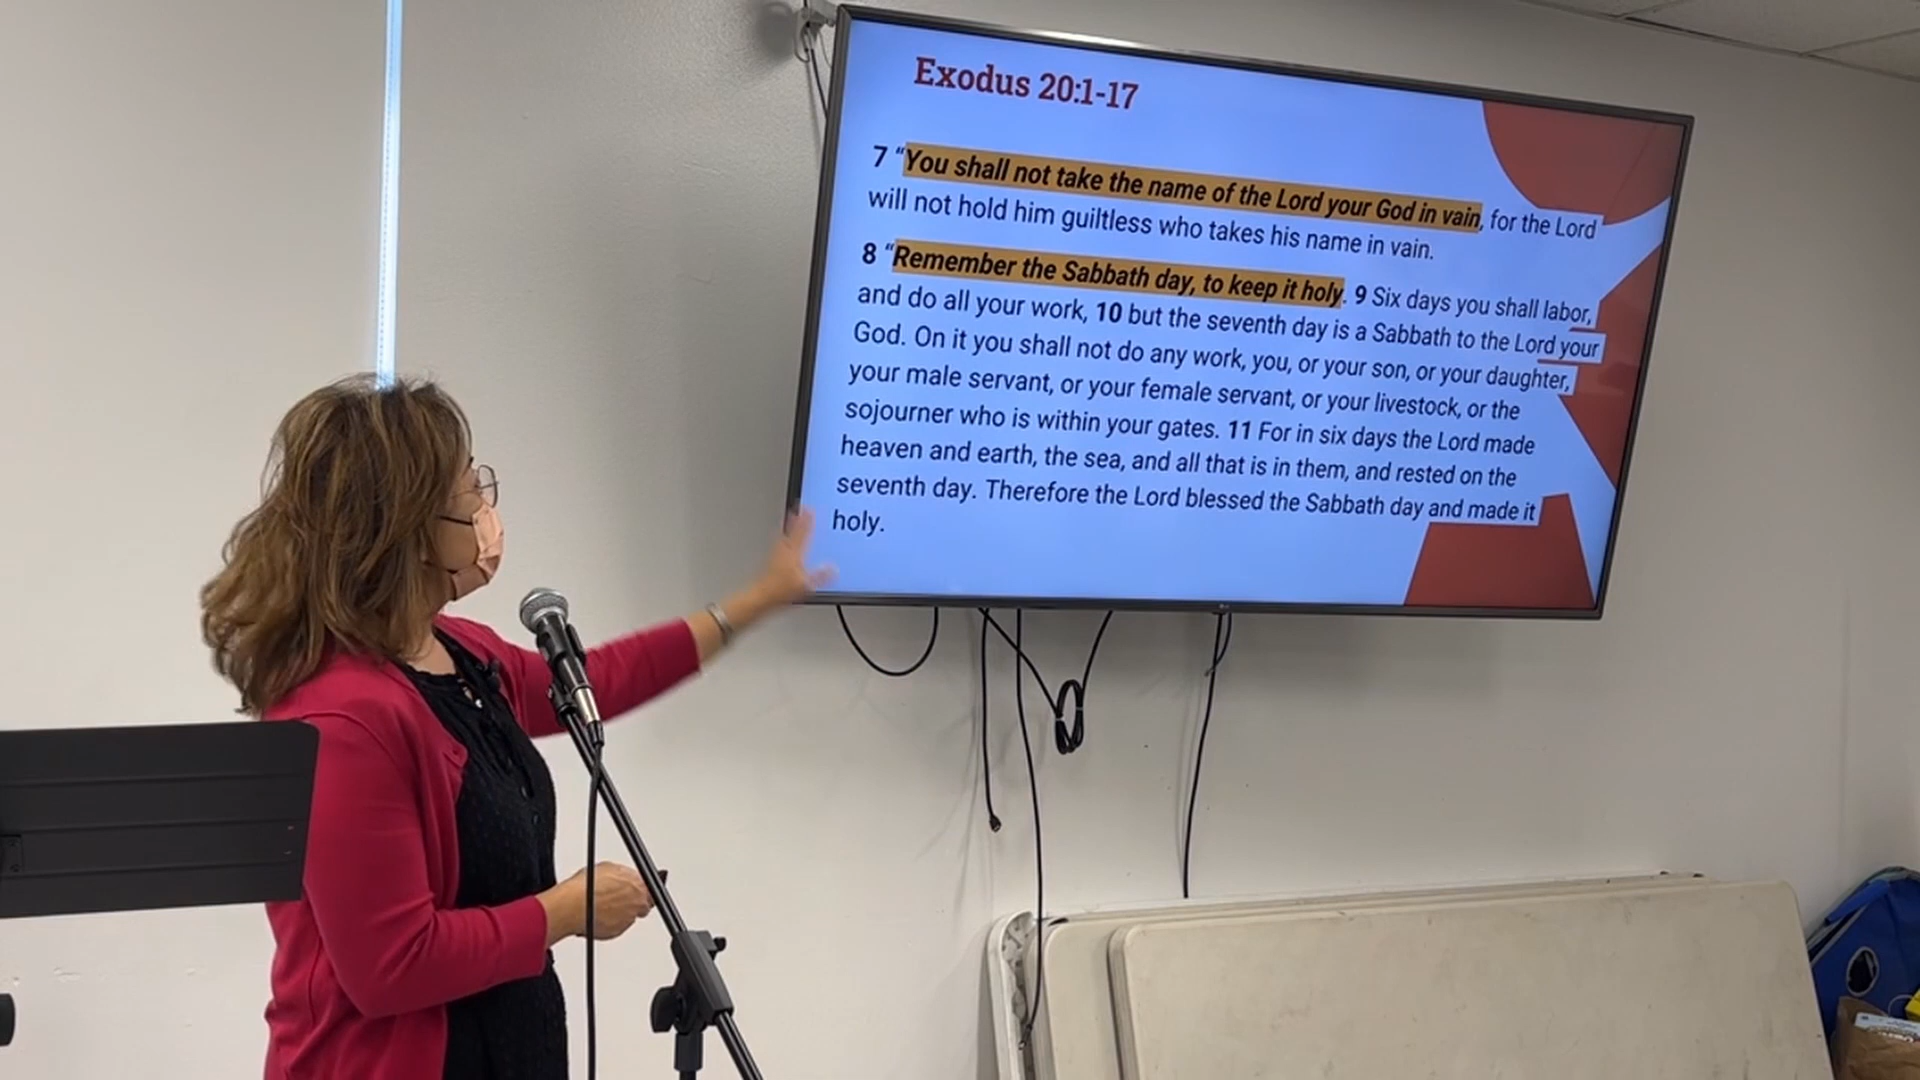 Exodus 20:1-17
7 “You shall not take the name of the Lord your God in vain, for the Lord
will not hold him guiltless who takes his name in vain.
8 “Remember the Sabbath day, to keep it holy. 9 Six days you shall labor,
and do all your work, 10 but the seventh day is a Sabbath to the Lord your
God. On it you shall not do any work, you, or your son, or your daughter,
your male servant, or your female servant, or your livestock, or the
sojourner who is within your gates. 11 For in six days the Lord made
heaven and earth, the sea, and all that is in them, and rested on the
seventh day. Therefore the Lord blessed the Sabbath day and made it
holy.